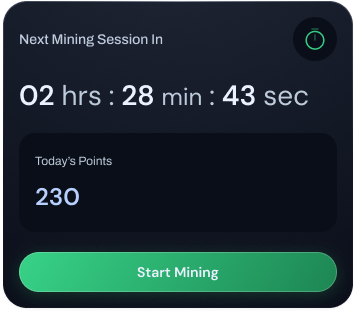 Next Mining Session In
02 hrs : 28 min : 43 sec
Today's Points
230
Start Mining